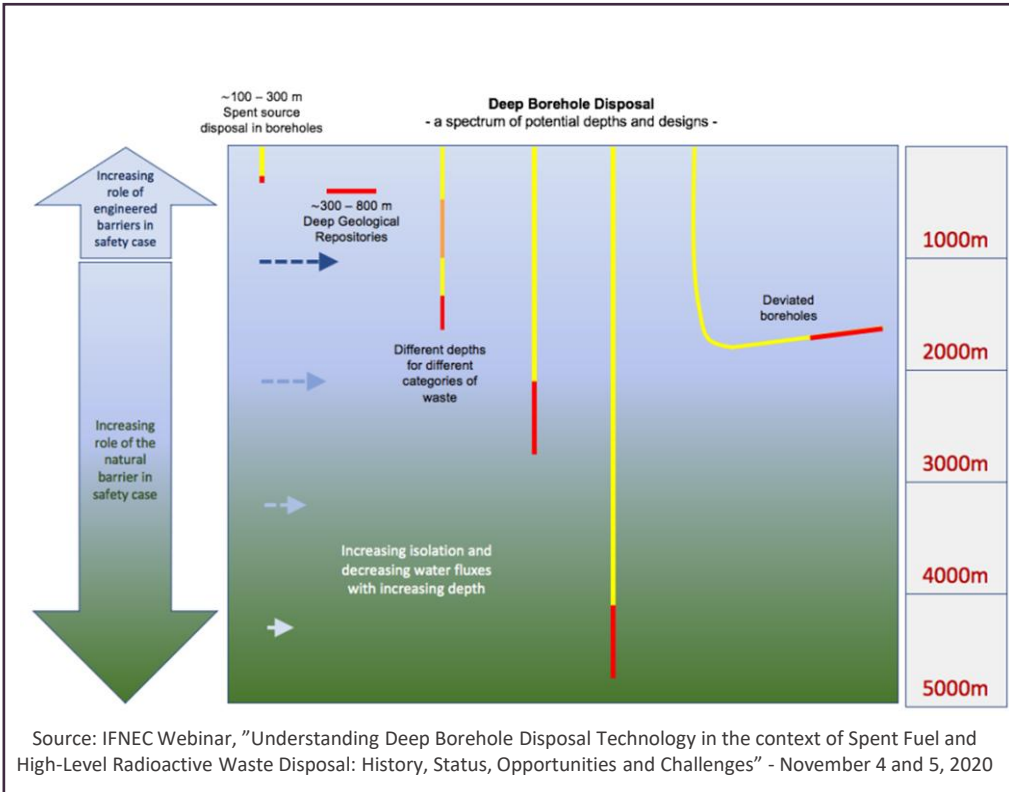 ~100 – 300 m
Spent source
disposal in boreholes
Deep Borehole Disposal
- a spectrum of potential depths and designs -
Increasing
role of
engineered
barriers in
safety case
~300 – 800 m
Deep Geological
Repositories
1000m
Deviated
boreholes
2000m
Different depths
for different
categories of
waste
Increasing
role of the
natural
barrier in
safety case
3000m
Increasing isolation and
decreasing water fluxes
with increasing depth
4000m
5000m
Source: IFNEC Webinar, ”Understanding Deep Borehole Disposal Technology in the context of Spent Fuel and
High-Level Radioactive Waste Disposal: History, Status, Opportunities and Challenges” - November 4 and 5, 2020